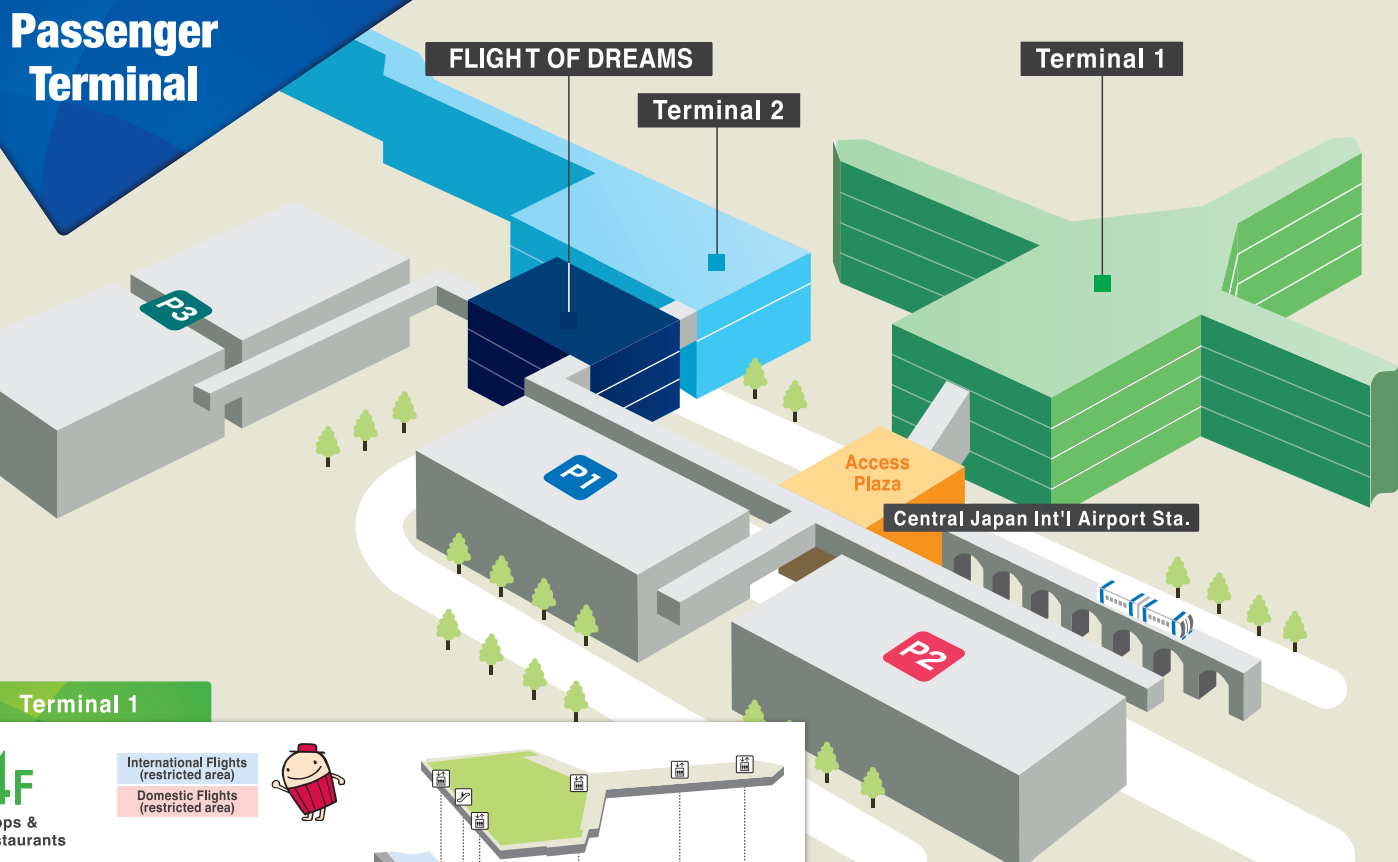 Passenger
Terminal
FLIGHT OF DREAMS
Terminal 2
Terminal 1
P3
P1
Access
Plaza
Central Japan Int'l Airport Sta.
P2
Terminal 1
4F
International Flights
(restricted area)
Domestic Flights
(restricted area)